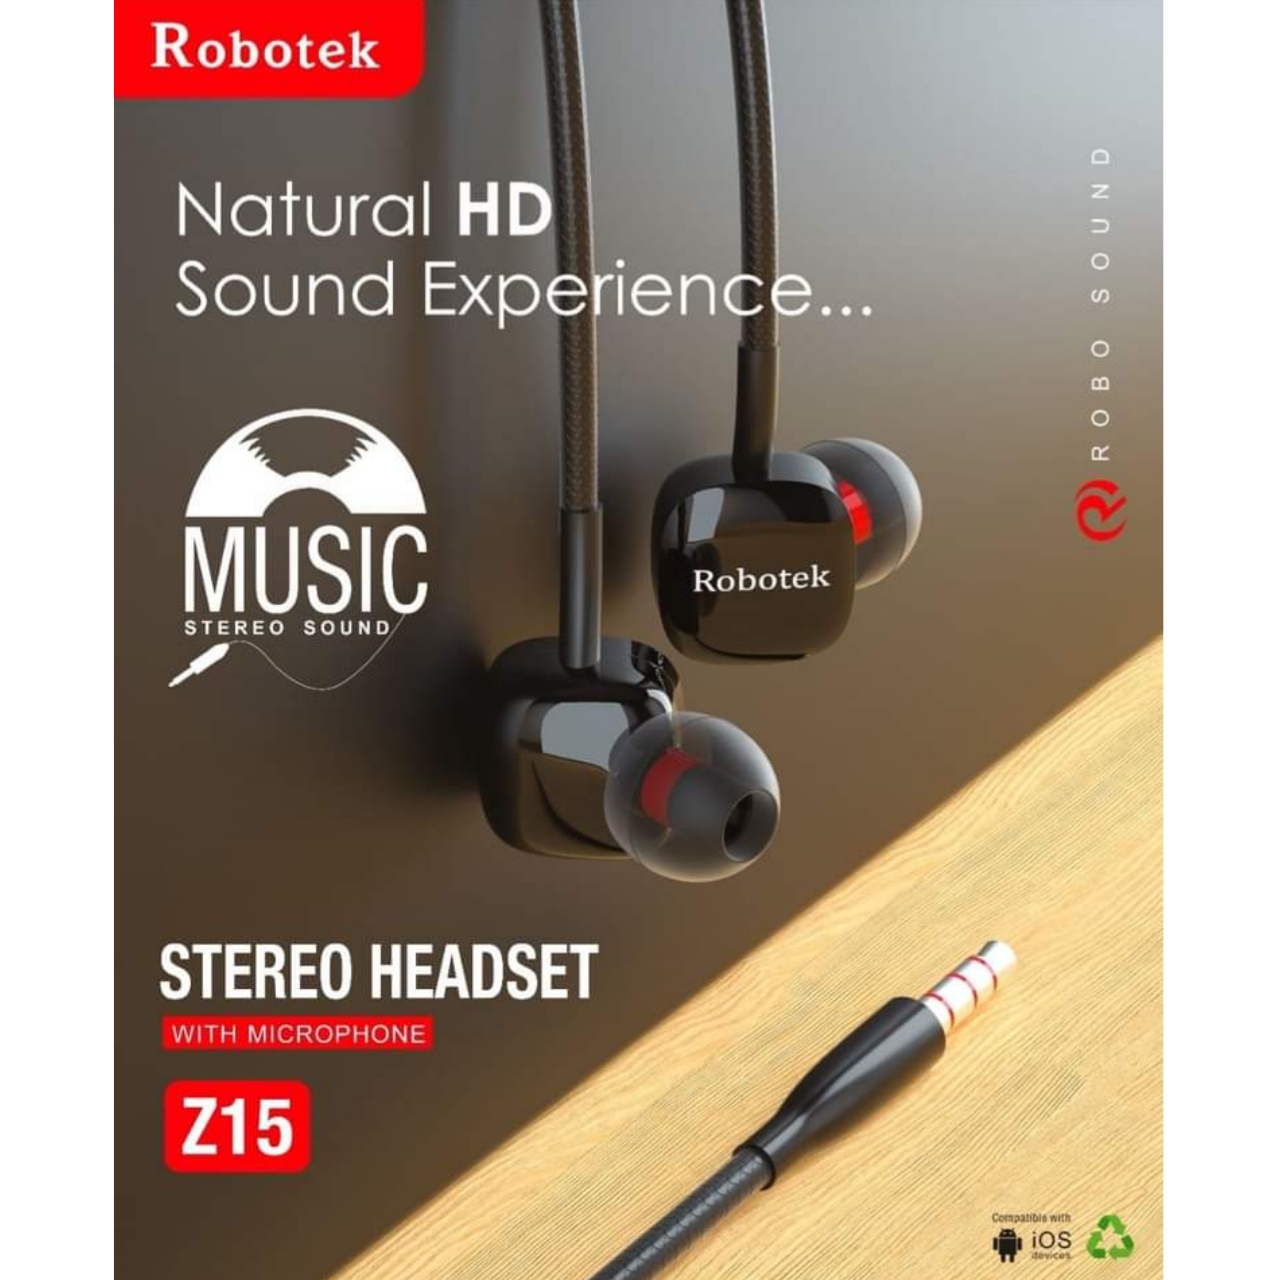 Robotek
Natural HD
Sound Experience...
ROBO SOUND
Robotek
MUSIC
STEREO SOUND
STEREO HEADSET
WITH MICROPHONE
Z15
Compatible with
iOS
devices